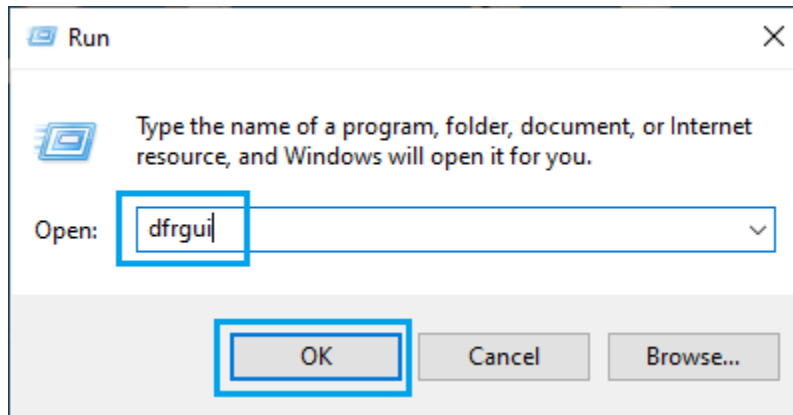 Run
Type the name of a program, folder, document, or Internet
resource, and Windows will open it for you.
Open: dfrgui
OK Cancel Browse...